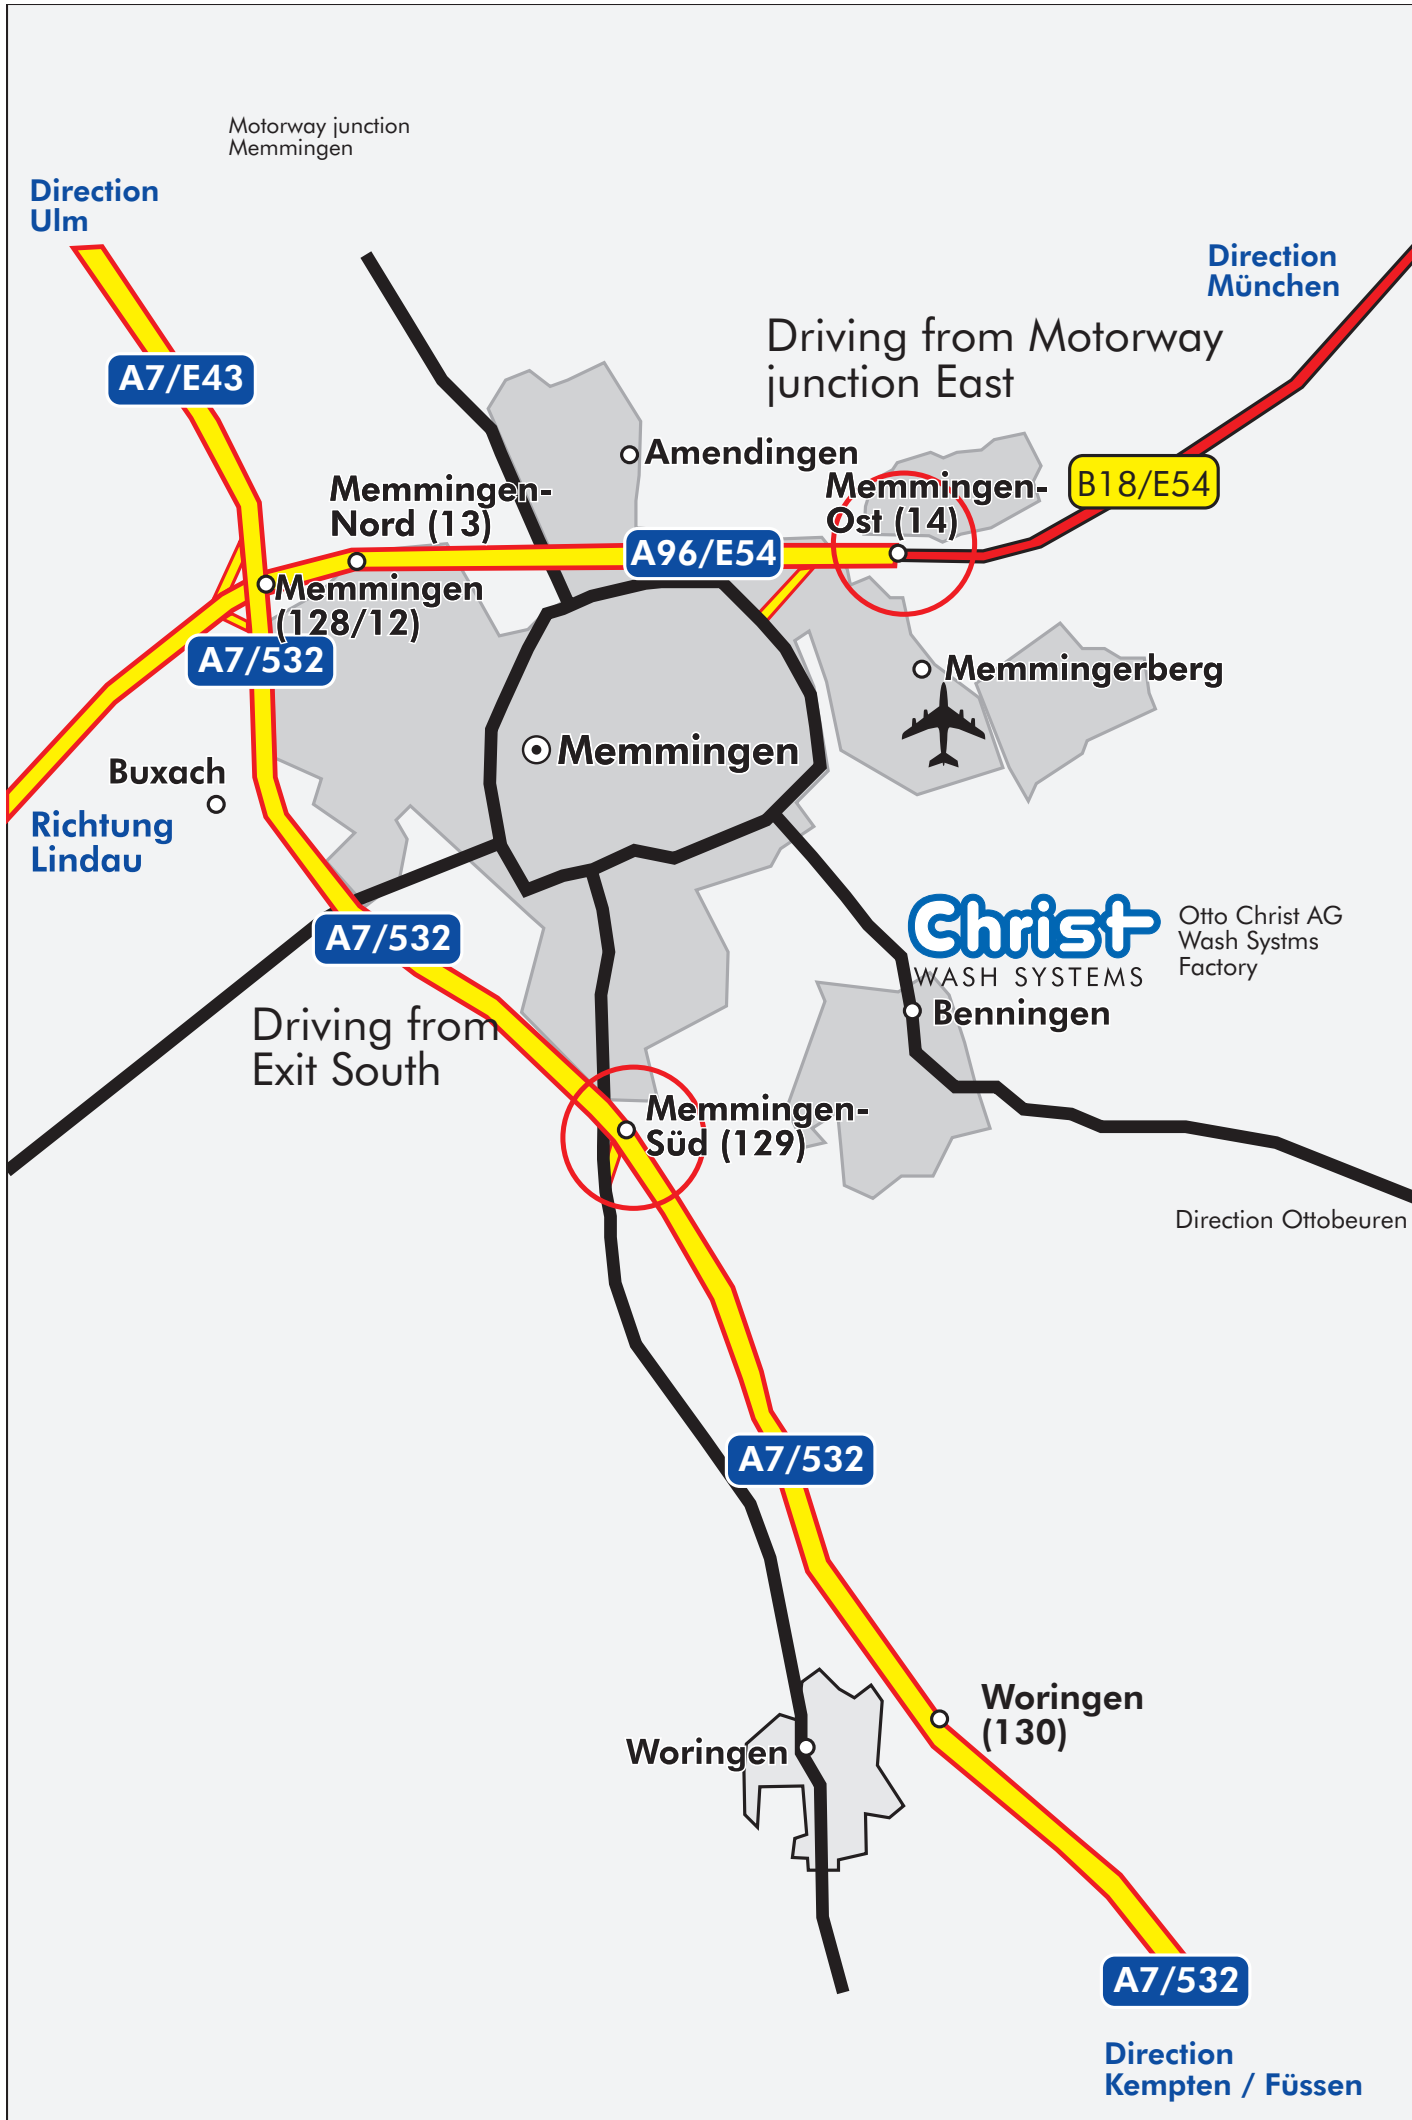 Motorway junction
Memmingen
Direction
Ulm
Direction
München
Driving from Motorway
junction East
A7/E43
Amendingen
Memmingen-
Nord (13)
Memmingen-
Ost (14)
B18/E54
A96/E54
Memmingen
(128/12)
A7/532
Memmingerberg
Memmingen
Buxach
Richtung
Lindau
A7/532
Christ
WASH SYSTEMS
Otto Christ AG
Wash Systms
Factory
Benningen
Driving from
Exit South
Memmingen-
Süd (129)
Direction Ottobeuren
A7/532
Woringen
(130)
Woringen
A7/532
Direction
Kempten / Füssen